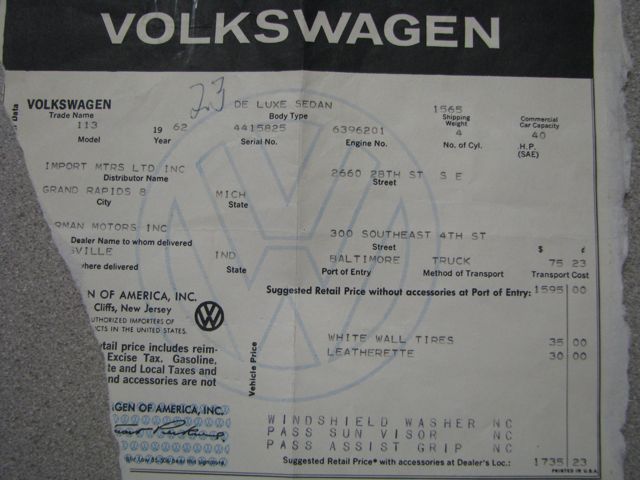 VOLKSWAGEN
23
Data
VOLKSWAGEN DE LUXE SEDAN 1565
Trade Name Body Type Shipping Weight Commercial Car Capacity
113 19 62 4415825 6396201 4 40
Model Year Serial No. Engine No. No. of Cyl. H.P. (SAE)
IMPORT MTRS LTD INC 2660 28TH ST S E
Distributor Name Street
GRAND RAPIDS 8 MICH
City State
RMAN MOTORS INC 300 SOUTHEAST 4TH ST
Dealer Name to whom delivered Street $ ¢
SVILLE IND BALTIMORE TRUCK 75 23
where delivered State Port of Entry Method of Transport Transport Cost
Suggested Retail Price without accessories at Port of Entry: 1595 00
N OF AMERICA, INC.
Cliffs, New Jersey
UTHORIZED IMPORTERS OF
CTS IN THE UNITED STATES.
Vehicle Price
WHITE WALL TIRES 35 00
LEATHERETTE 30 00
tail price includes reim-
Excise Tax. Gasoline,
te and Local Taxes and
nd accessories are not
GEN OF AMERICA, INC.
WINDSHIELD WASHER NC
PASS SUN VISOR NC
PASS ASSIST GRIP NC
bear this signature.
Suggested Retail Price* with accessories at Dealer's Loc.: 1735 23
PRINTED IN U.S.A.